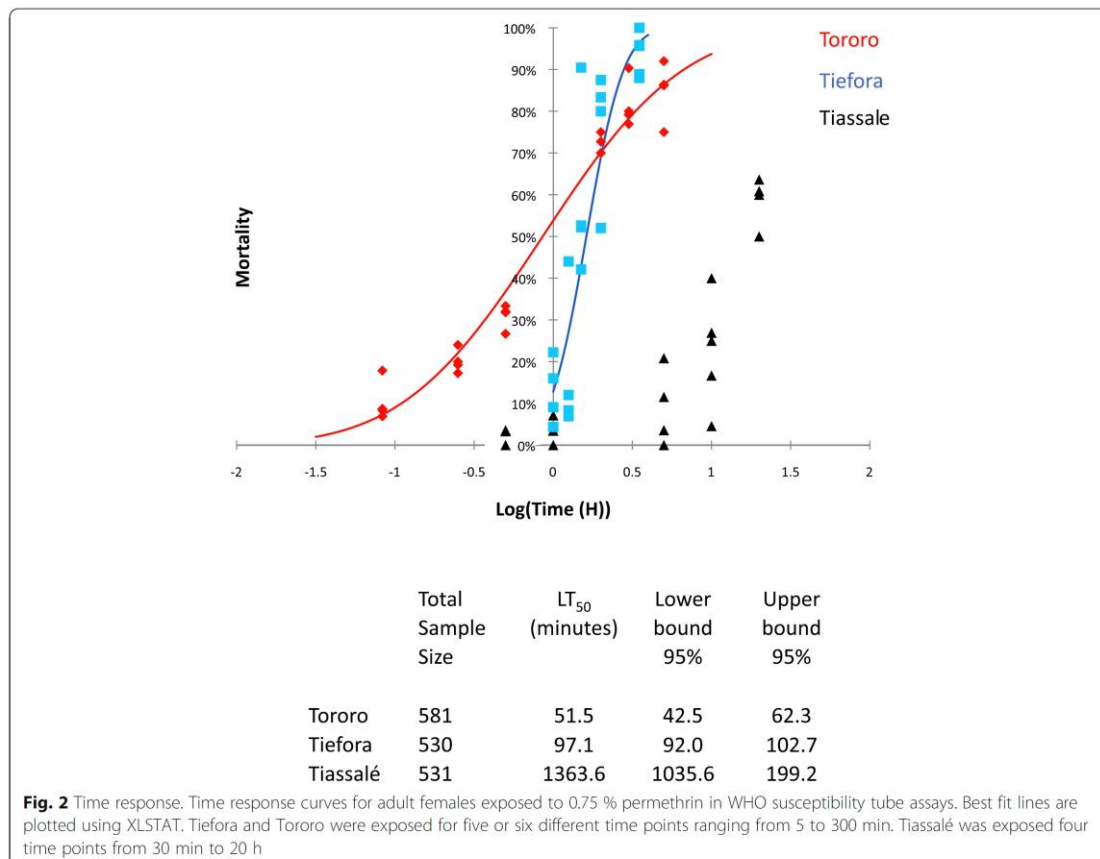 Tororo
Tiefora
Tiassale
100%
90%
80%
70%
60%
50%
40%
30%
20%
10%
0%
Mortality
-2 -1.5 -1 -0.5 0 0.5 1 1.5 2
Log(Time (H))
Total LT50 Lower Upper
Sample (minutes) bound bound
Size 95% 95%
Tororo 581 51.5 42.5 62.3
Tiefora 530 97.1 92.0 102.7
Tiassalé 531 1363.6 1035.6 199.2
Fig. 2 Time response. Time response curves for adult females exposed to 0.75 % permethrin in WHO susceptibility tube assays. Best fit lines are
plotted using XLSTAT. Tiefora and Tororo were exposed for five or six different time points ranging from 5 to 300 min. Tiassalé was exposed four
time points from 30 min to 20 h